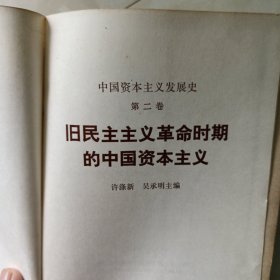 中国资本主义发展史
第二卷
旧民主主义革命时期
的中国资本主义
许涤新 吴承明主编